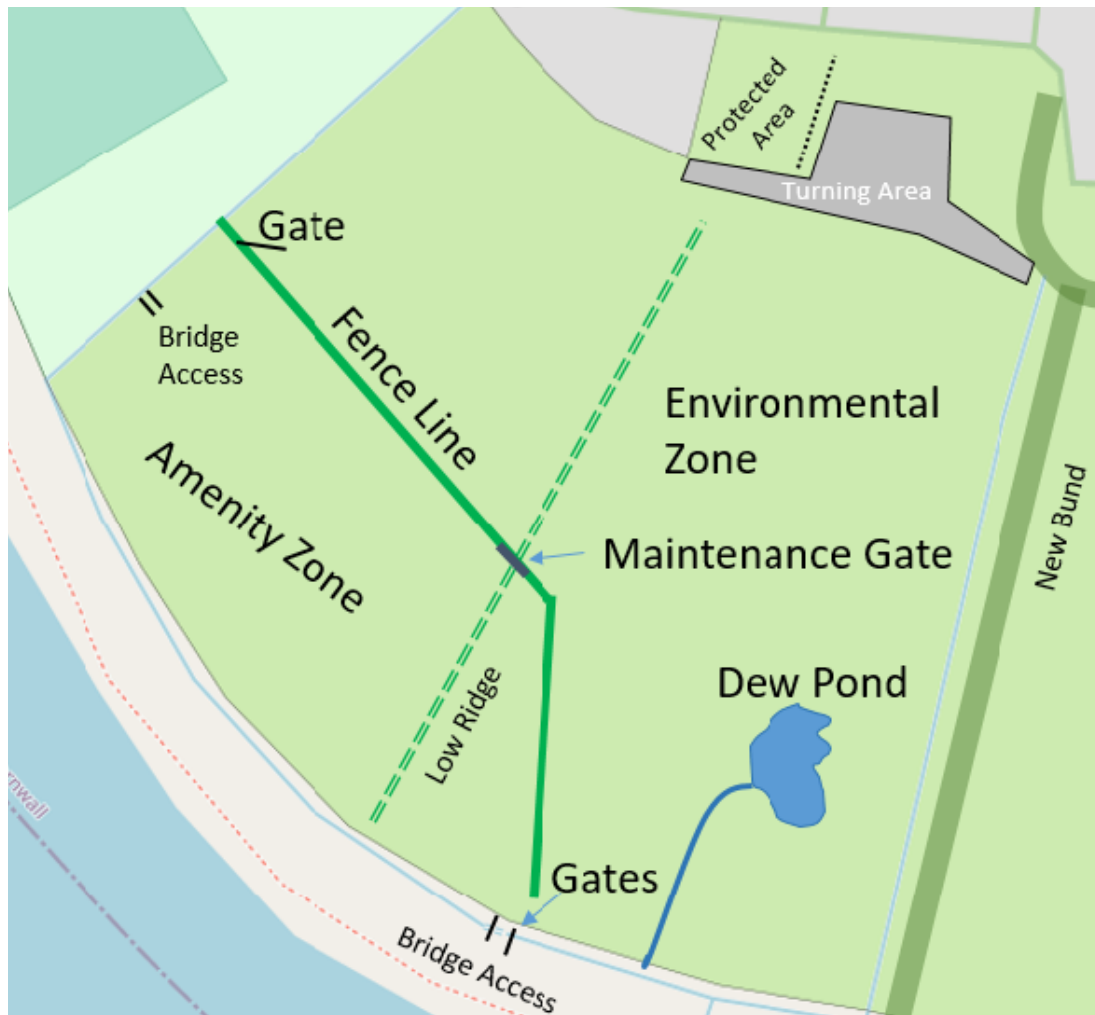 Protected
Area
Turning Area
Gate
Bridge
Access
Fence Line
Environmental
Zone
Amenity Zone
New Bund
Maintenance Gate
Low Ridge
Dew Pond
rnwall
Gates
Bridge Access